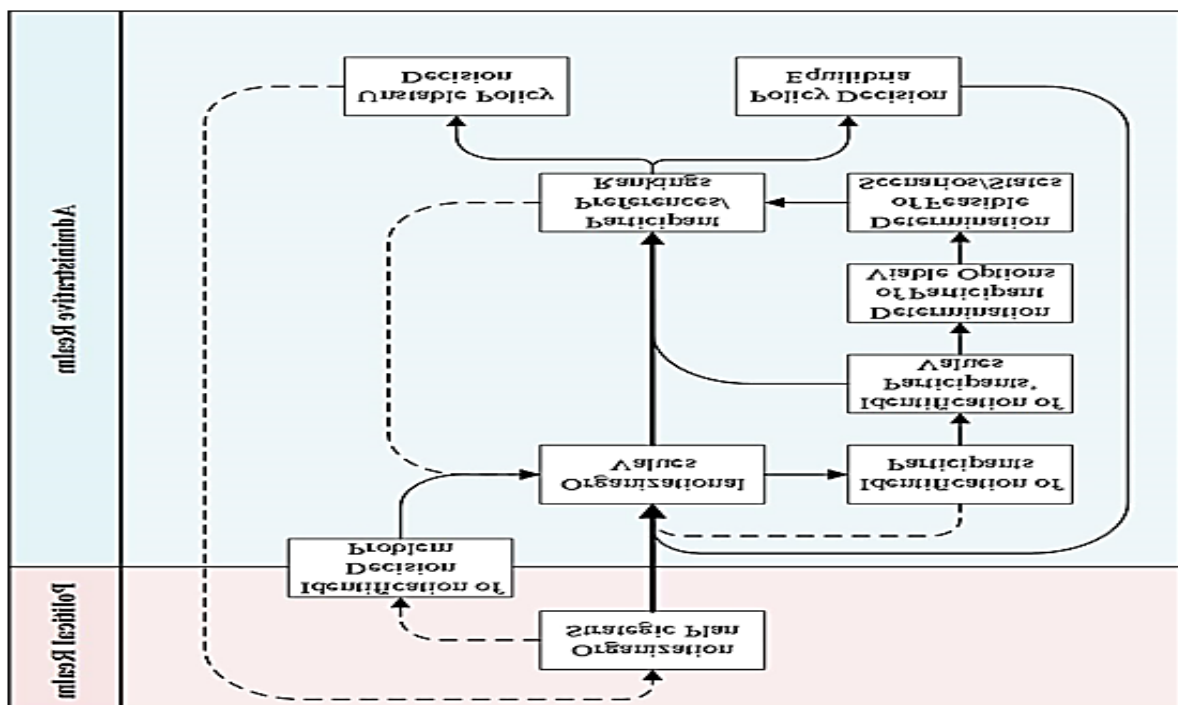 Political Realm
Organization
Strategic Plan
Identification of
Decision
Problem
Administrative Realm
Organizational
Values
Identification of
Participants
Identification of
Participants'
Values
Determination
of Participant
Viable Options
Participant
Preferences/
Rankings
Determination
of Feasible
Scenarios/States
Unstable Policy
Decision
Policy Decision
Equilibria